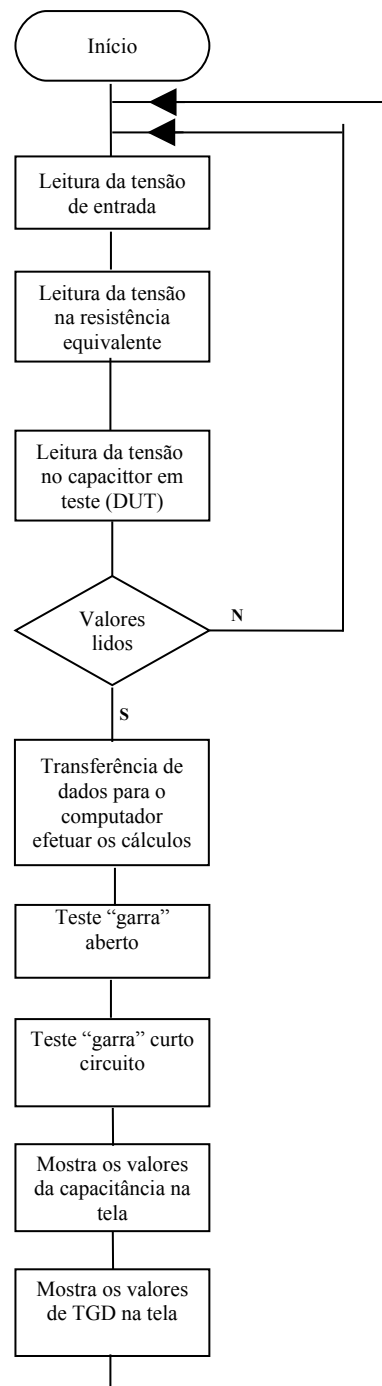 Início
Leitura da tensão
de entrada
Leitura da tensão
na resistência
equivalente
Leitura da tensão
no capacittor em
teste (DUT)
Valores
lidos
N
S
Transferência de
dados para o
computador
efetuar os cálculos
Teste “garra”
aberto
Teste “garra” curto
circuito
Mostra os valores
da capacitância na
tela
Mostra os valores
de TGD na tela